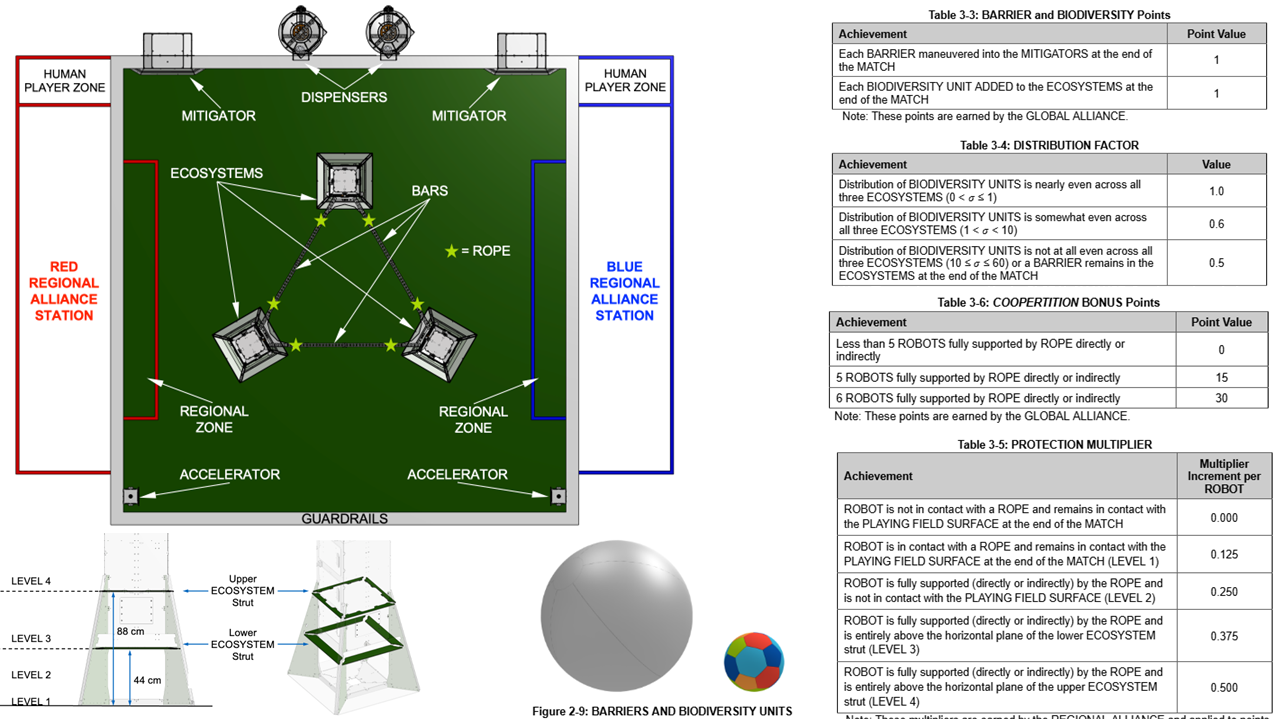 HUMAN
PLAYER ZONE
MITIGATOR
DISPENSERS
MITIGATOR
HUMAN
PLAYER ZONE
ECOSYSTEMS
BARS
= ROPE
RED
REGIONAL
ALLIANCE
STATION
BLUE
REGIONAL
ALLIANCE
STATION
REGIONAL
ZONE
REGIONAL
ZONE
ACCELERATOR
ACCELERATOR
GUARDRAILS
LEVEL 4
LEVEL 3
LEVEL 2
LEVEL 1
88 cm
44 cm
Upper
ECOSYSTEM
Strut
Lower
ECOSYSTEM
Strut
Figure 2-9: BARRIERS AND BIODIVERSITY UNITS
Table 3-3: BARRIER and BIODIVERSITY Points
Achievement Point Value
Each BARRIER maneuvered into the MITIGATORS at the end of
the MATCH
1
Each BIODIVERSITY UNIT ADDED to the ECOSYSTEMS at the
end of the MATCH
1
Note: These points are earned by the GLOBAL ALLIANCE.
Table 3-4: DISTRIBUTION FACTOR
Achievement Value
Distribution of BIODIVERSITY UNITS is nearly even across all
three ECOSYSTEMS (0 < σ ≤ 1)
1.0
Distribution of BIODIVERSITY UNITS is somewhat even across
all three ECOSYSTEMS (1 < σ < 10)
0.6
Distribution of BIODIVERSITY UNITS is not at all even across all
three ECOSYSTEMS (10 ≤ σ ≤ 60) or a BARRIER remains in the
ECOSYSTEMS at the end of the MATCH
0.5
Table 3-6: COOPERTITION BONUS Points
Achievement Point Value
Less than 5 ROBOTS fully supported by ROPE directly or
indirectly
0
5 ROBOTS fully supported by ROPE directly or indirectly 15
6 ROBOTS fully supported by ROPE directly or indirectly 30
Note: These points are earned by the GLOBAL ALLIANCE.
Table 3-5: PROTECTION MULTIPLIER
Achievement
Multiplier
Increment per
ROBOT
ROBOT is not in contact with a ROPE and remains in contact with
the PLAYING FIELD SURFACE at the end of the MATCH
0.000
ROBOT is in contact with a ROPE and remains in contact with the
PLAYING FIELD SURFACE at the end of the MATCH (LEVEL 1)
0.125
ROBOT is fully supported (directly or indirectly) by the ROPE and
is not in contact with the PLAYING FIELD SURFACE (LEVEL 2)
0.250
ROBOT is fully supported (directly or indirectly) by the ROPE and
is entirely above the horizontal plane of the lower ECOSYSTEM
strut (LEVEL 3)
0.375
ROBOT is fully supported (directly or indirectly) by the ROPE and
is entirely above the horizontal plane of the upper ECOSYSTEM
strut (LEVEL 4)
0.500